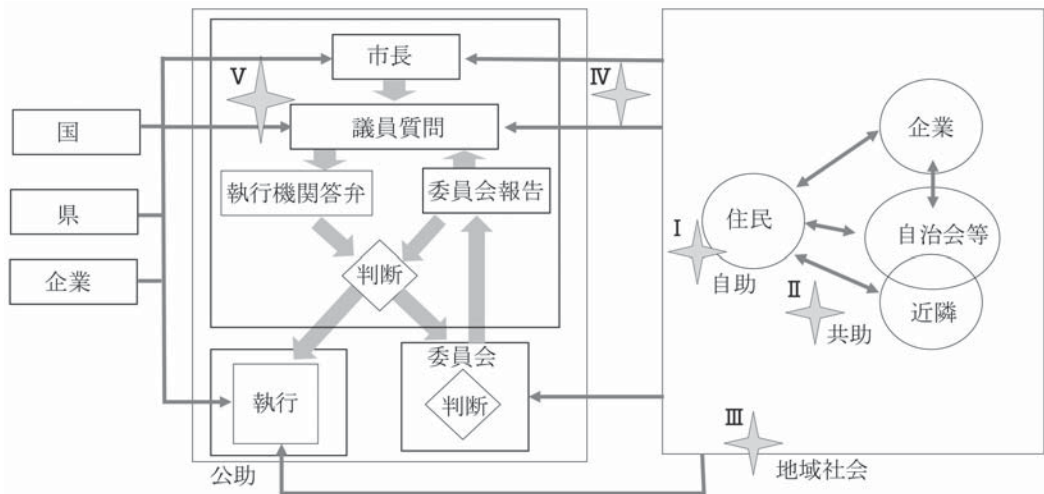 国
県
企業
Ⅴ
市長
議員質問
執行機関答弁
委員会報告
判断
執行
公助
委員会
判断
Ⅳ
Ⅰ
自助
住民
企業
自治会等
近隣
Ⅱ
共助
Ⅲ
地域社会